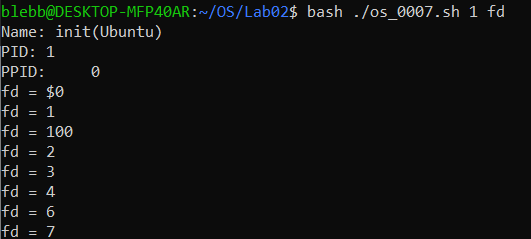 blebb@DESKTOP-MFP40AR:~/OS/Lab02$ bash ./os_0007.sh 1 fd
Name: init(Ubuntu)
PID: 1
PPID:     0
fd = $0
fd = 1
fd = 100
fd = 2
fd = 3
fd = 4
fd = 6
fd = 7